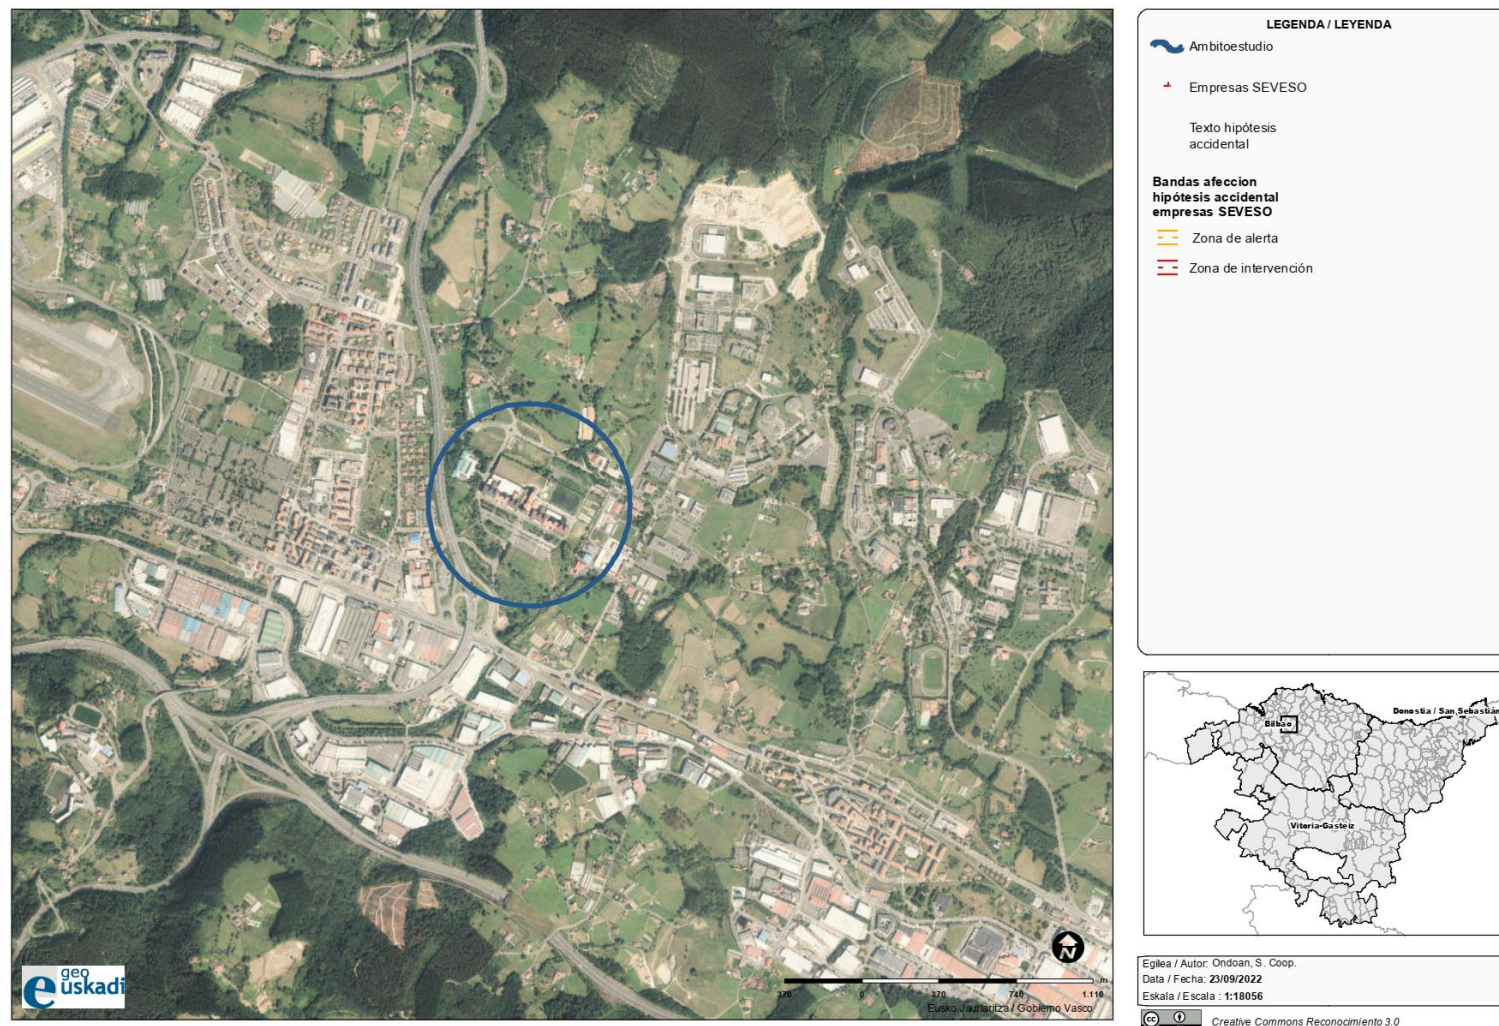 LEGENDA / LEYENDA
Ambitoestudio
Empresas SEVESO
Texto hipótesis
accidental
Bandas afeccion
hipótesis accidental
empresas SEVESO
Zona de alerta
Zona de intervención
Donostia / San Sebastián
Bilbao
Vitoria-Gasteiz
geo
euskadi
N
m
370 0 370 740 1.110
Eusko Jaurlaritza / Gobierno Vasco
Egilea / Autor: Ondoan, S. Coop.
Data / Fecha: 23/09/2022
Eskala / Escala : 1:18056
cc
Creative Commons Reconocimiento 3.0